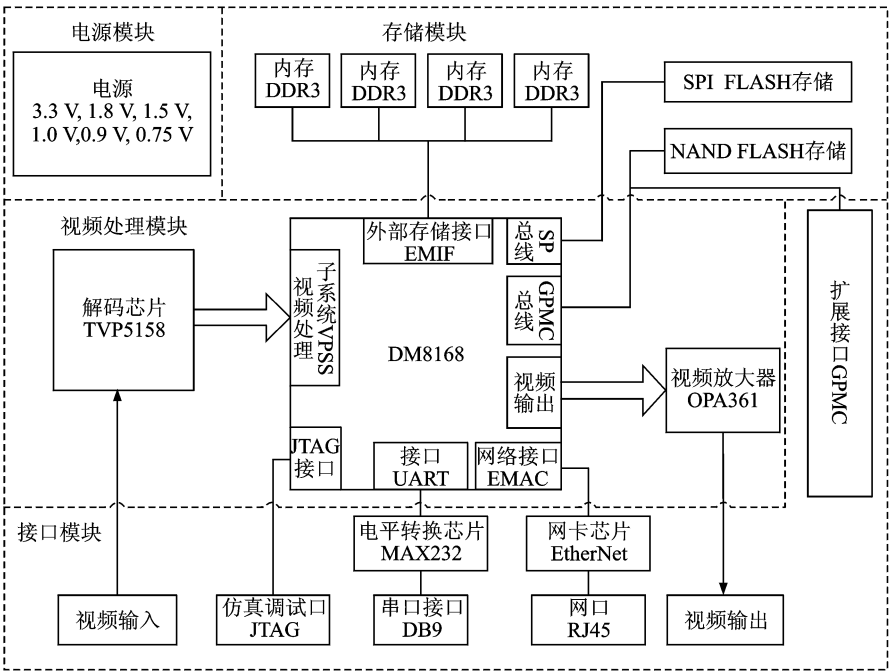 电源模块
电源
3.3 V, 1.8 V, 1.5 V,
1.0 V,0.9 V, 0.75 V
存储模块
内存
DDR3
内存
DDR3
内存
DDR3
内存
DDR3
SPI FLASH存储
NAND FLASH存储
视频处理模块
解码芯片
TVP5158
外部存储接口
EMIF
SP
总线
GPMC
总线
子系统VPSS
视频处理
DM8168
视频
输出
JTAG
接口
接口
UART
网络接口
EMAC
视频放大器
OPA361
扩展接口GPMC
接口模块
电平转换芯片
MAX232
网卡芯片
EtherNet
视频输入
仿真调试口
JTAG
串口接口
DB9
网口
RJ45
视频输出